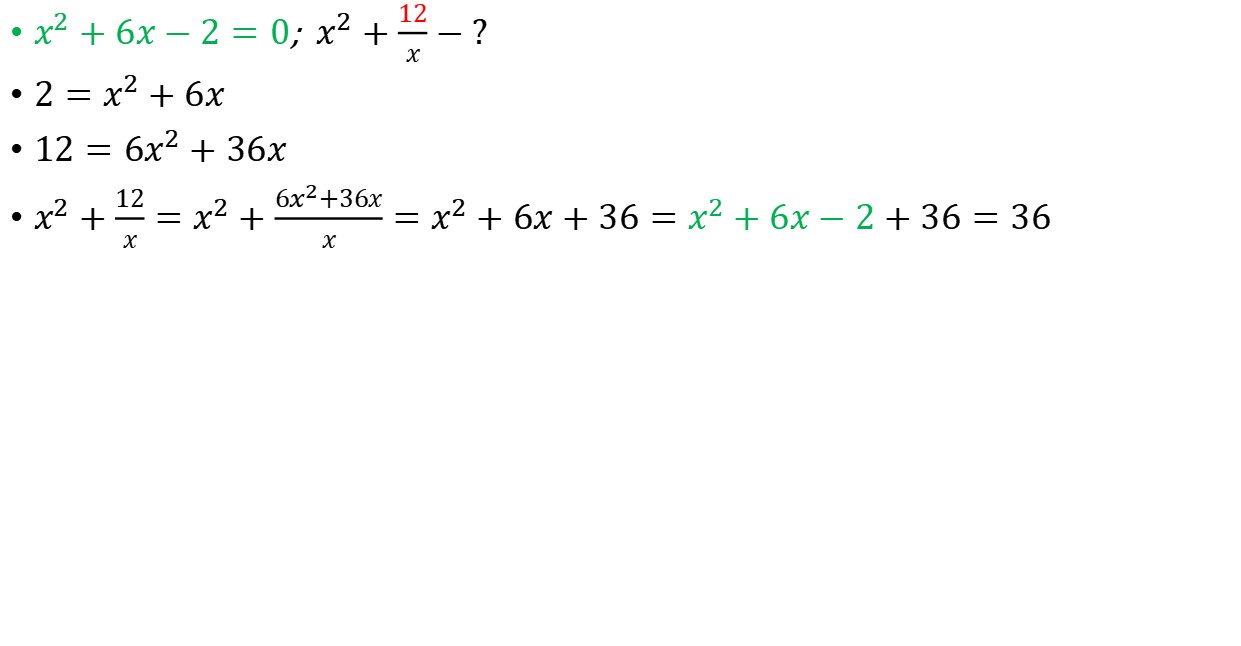 • x² + 6x − 2 = 0; x² + 12/x − ?
• 2 = x² + 6x
• 12 = 6x² + 36x
• x² + 12/x = x² + (6x²+36x)/x = x² + 6x + 36 = x² + 6x − 2 + 36 = 36